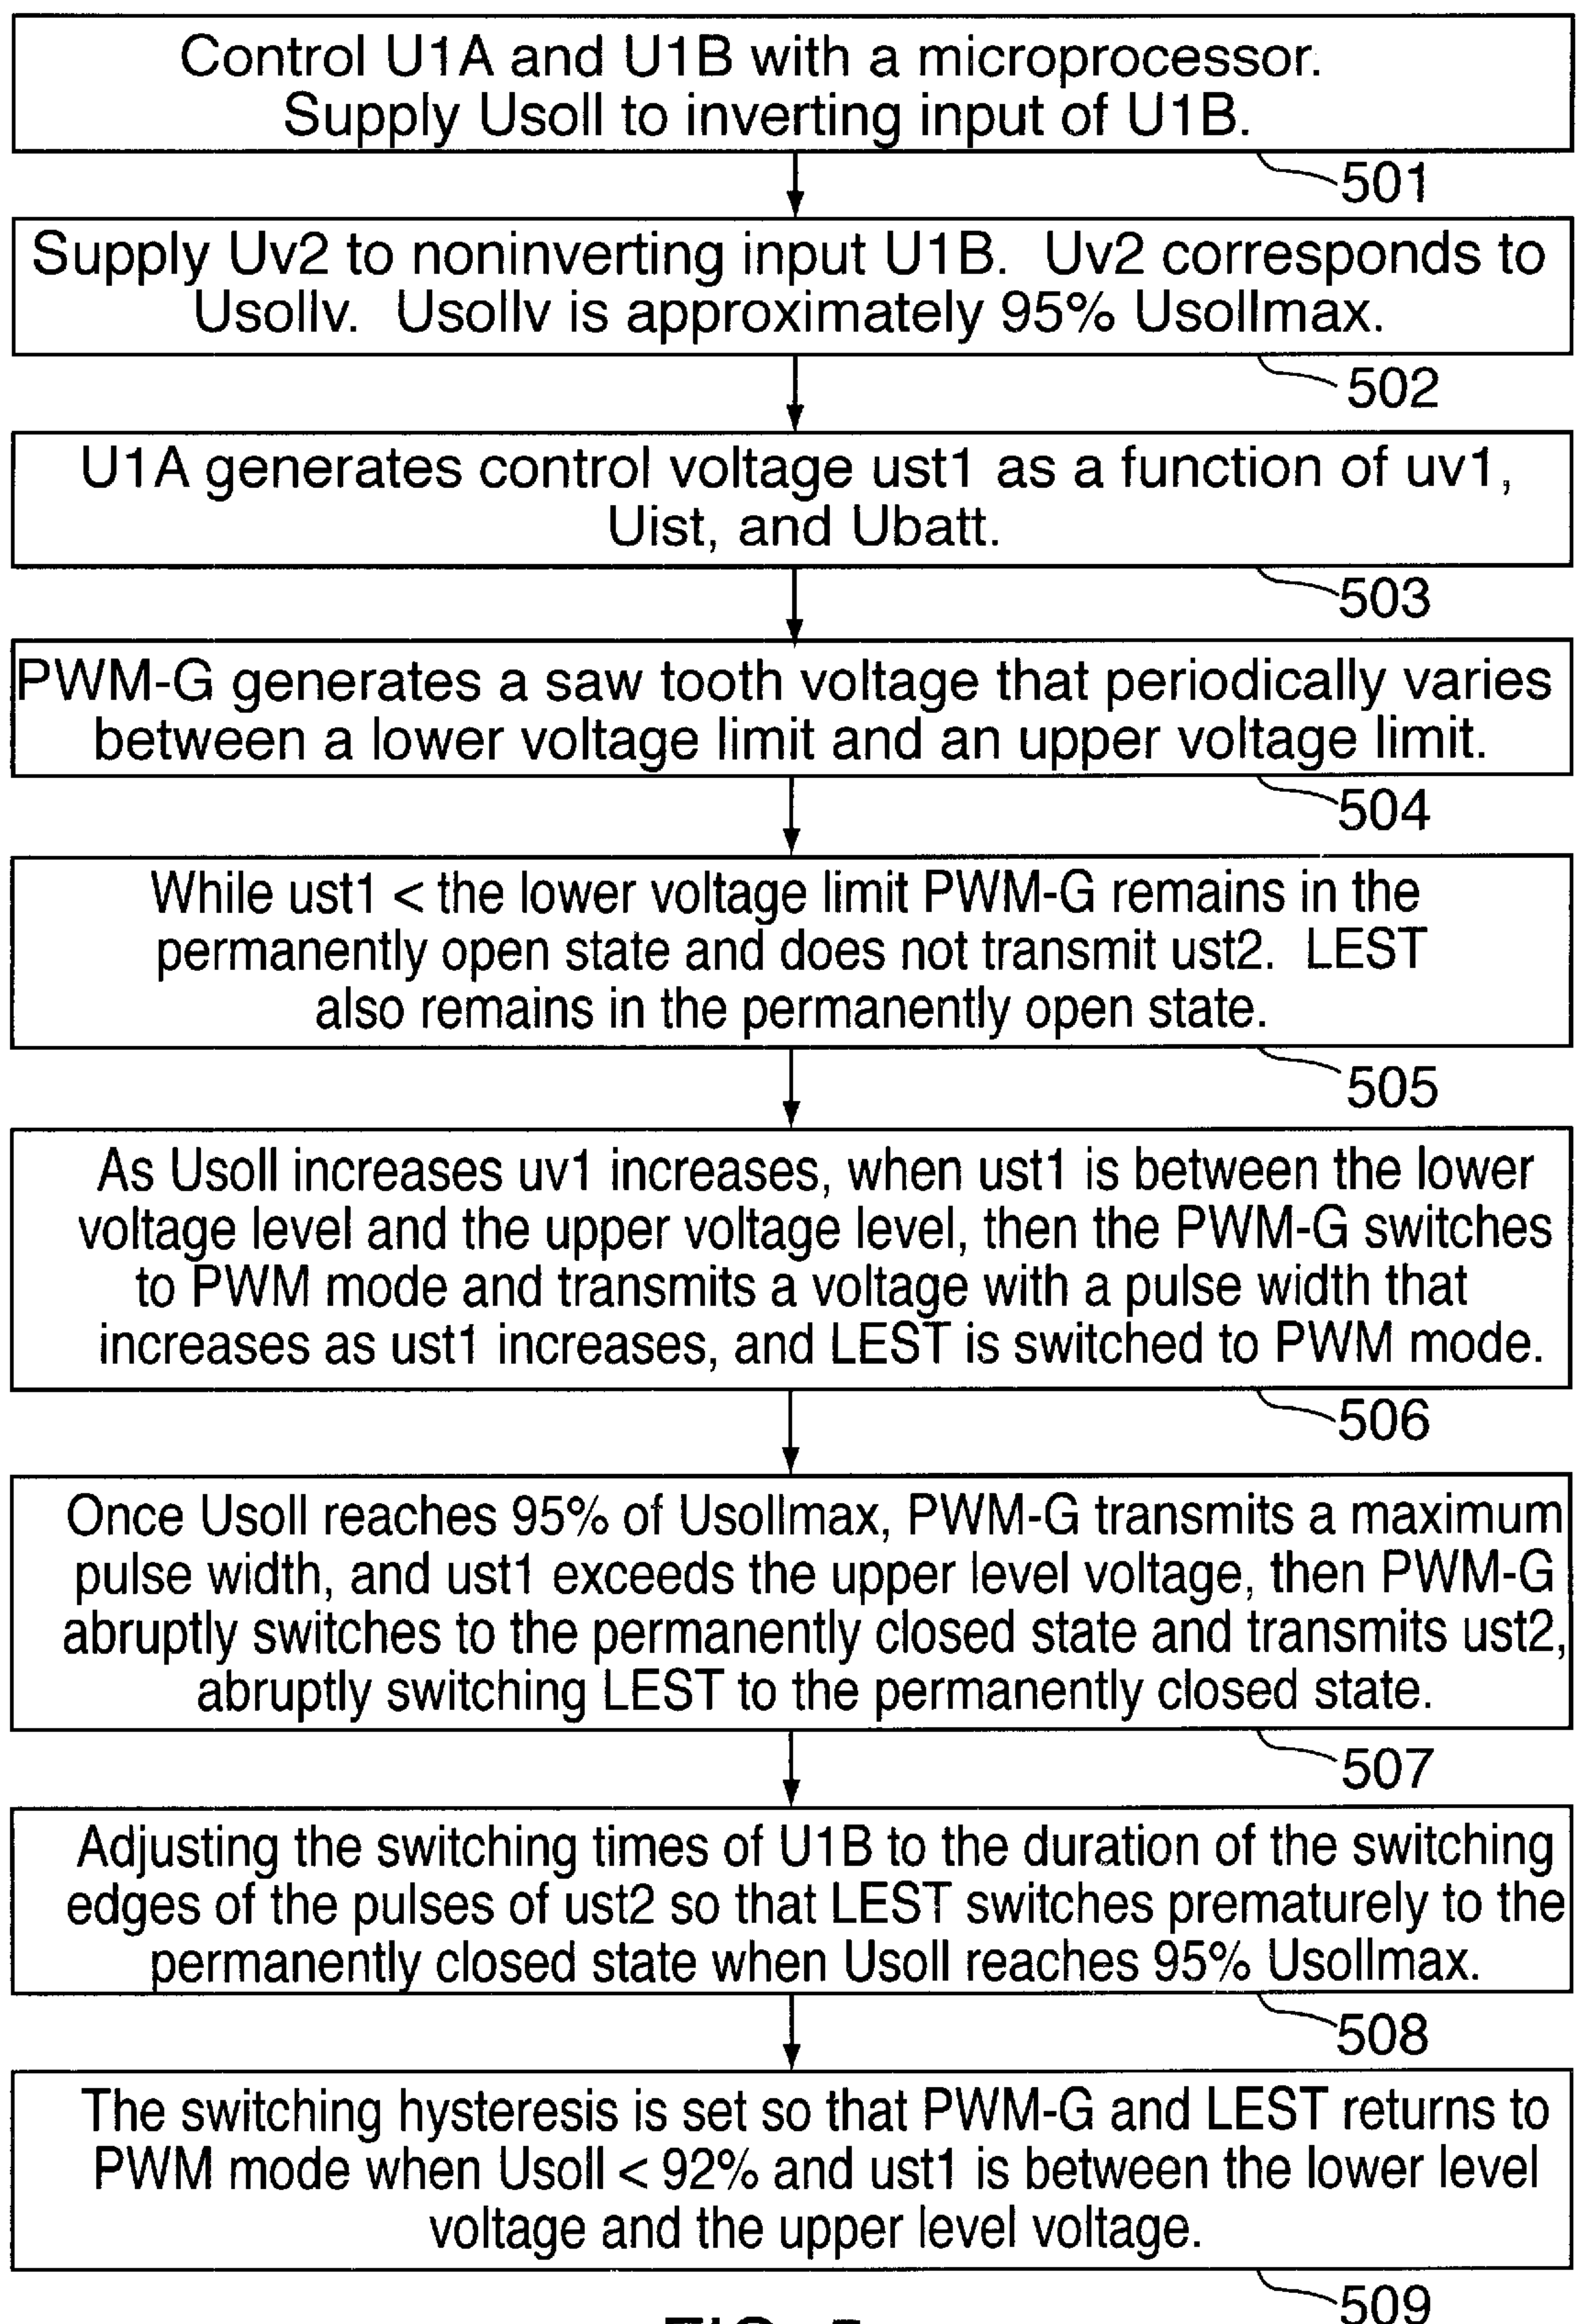 Control U1A and U1B with a microprocessor.
Supply Usoll to inverting input of U1B.
501
Supply Uv2 to noninverting input U1B. Uv2 corresponds to
Usollv. Usollv is approximately 95% Usollmax.
502
U1A generates control voltage ust1 as a function of uv1,
Uist, and Ubatt.
503
PWM-G generates a saw tooth voltage that periodically varies
between a lower voltage limit and an upper voltage limit.
504
While ust1 < the lower voltage limit PWM-G remains in the
permanently open state and does not transmit ust2. LEST
also remains in the permanently open state.
505
As Usoll increases uv1 increases, when ust1 is between the lower
voltage level and the upper voltage level, then the PWM-G switches
to PWM mode and transmits a voltage with a pulse width that
increases as ust1 increases, and LEST is switched to PWM mode.
506
Once Usoll reaches 95% of Usollmax, PWM-G transmits a maximum
pulse width, and ust1 exceeds the upper level voltage, then PWM-G
abruptly switches to the permanently closed state and transmits ust2,
abruptly switching LEST to the permanently closed state.
507
Adjusting the switching times of U1B to the duration of the switching
edges of the pulses of ust2 so that LEST switches prematurely to the
permanently closed state when Usoll reaches 95% Usollmax.
508
The switching hysteresis is set so that PWM-G and LEST returns to
PWM mode when Usoll < 92% and ust1 is between the lower level
voltage and the upper level voltage.
509